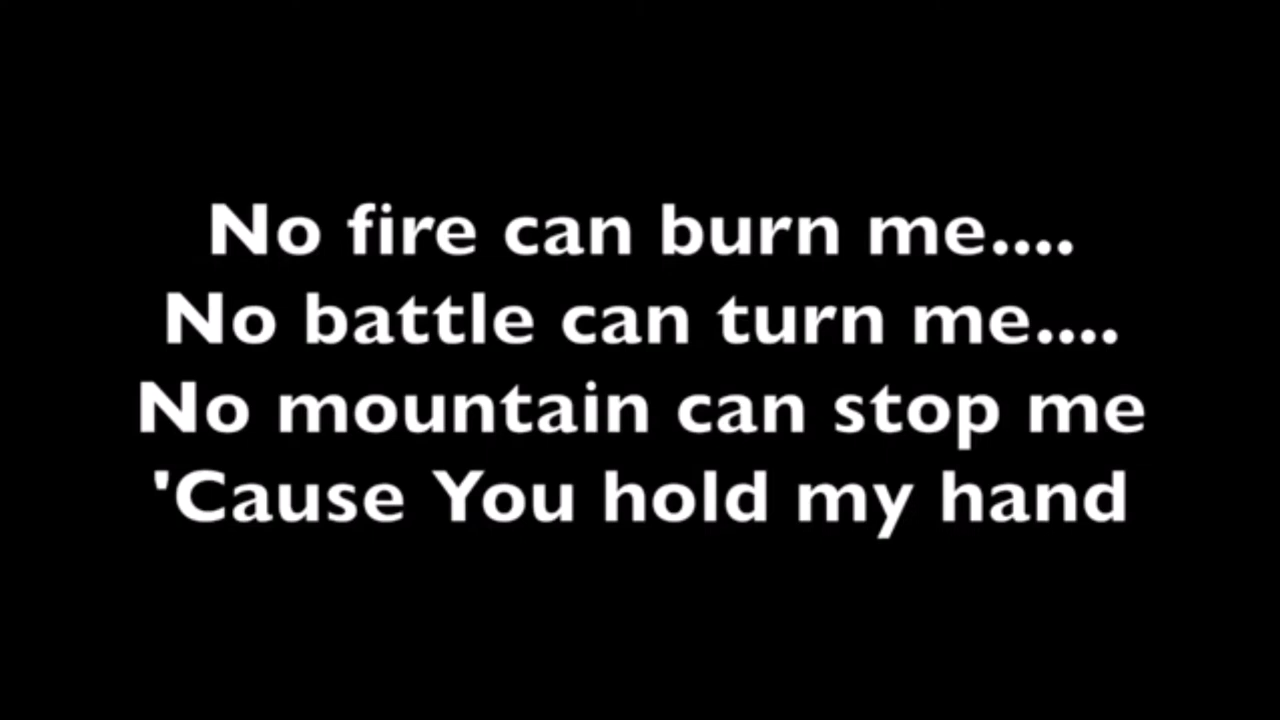 No fire can burn me....
No battle can turn me....
No mountain can stop me
'Cause You hold my hand